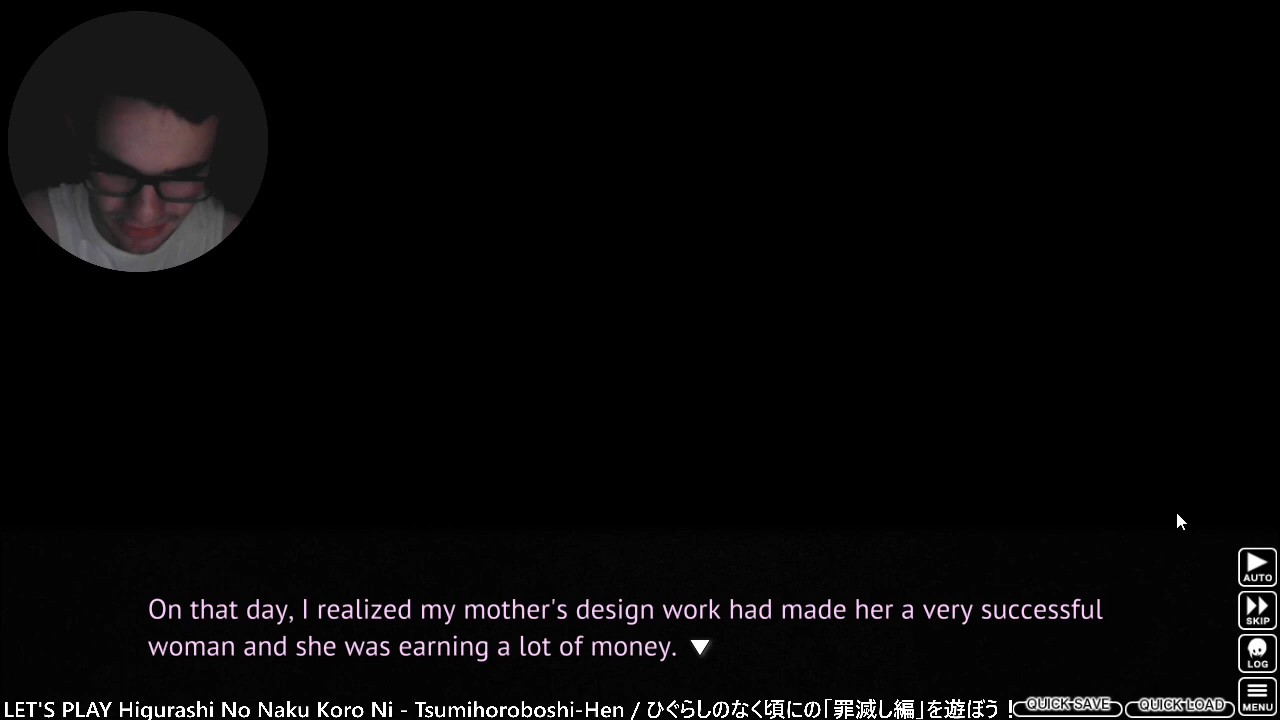 On that day, I realized my mother's design work had made her a very successful
woman and she was earning a lot of money.
AUTO
SKIP
LOG
MENU
QUICK SAVE
QUICK LOAD
LET'S PLAY Higurashi No Naku Koro Ni - Tsumihoroboshi-Hen / ひぐらしのなく頃にの「罪滅し編」を遊ぼう！